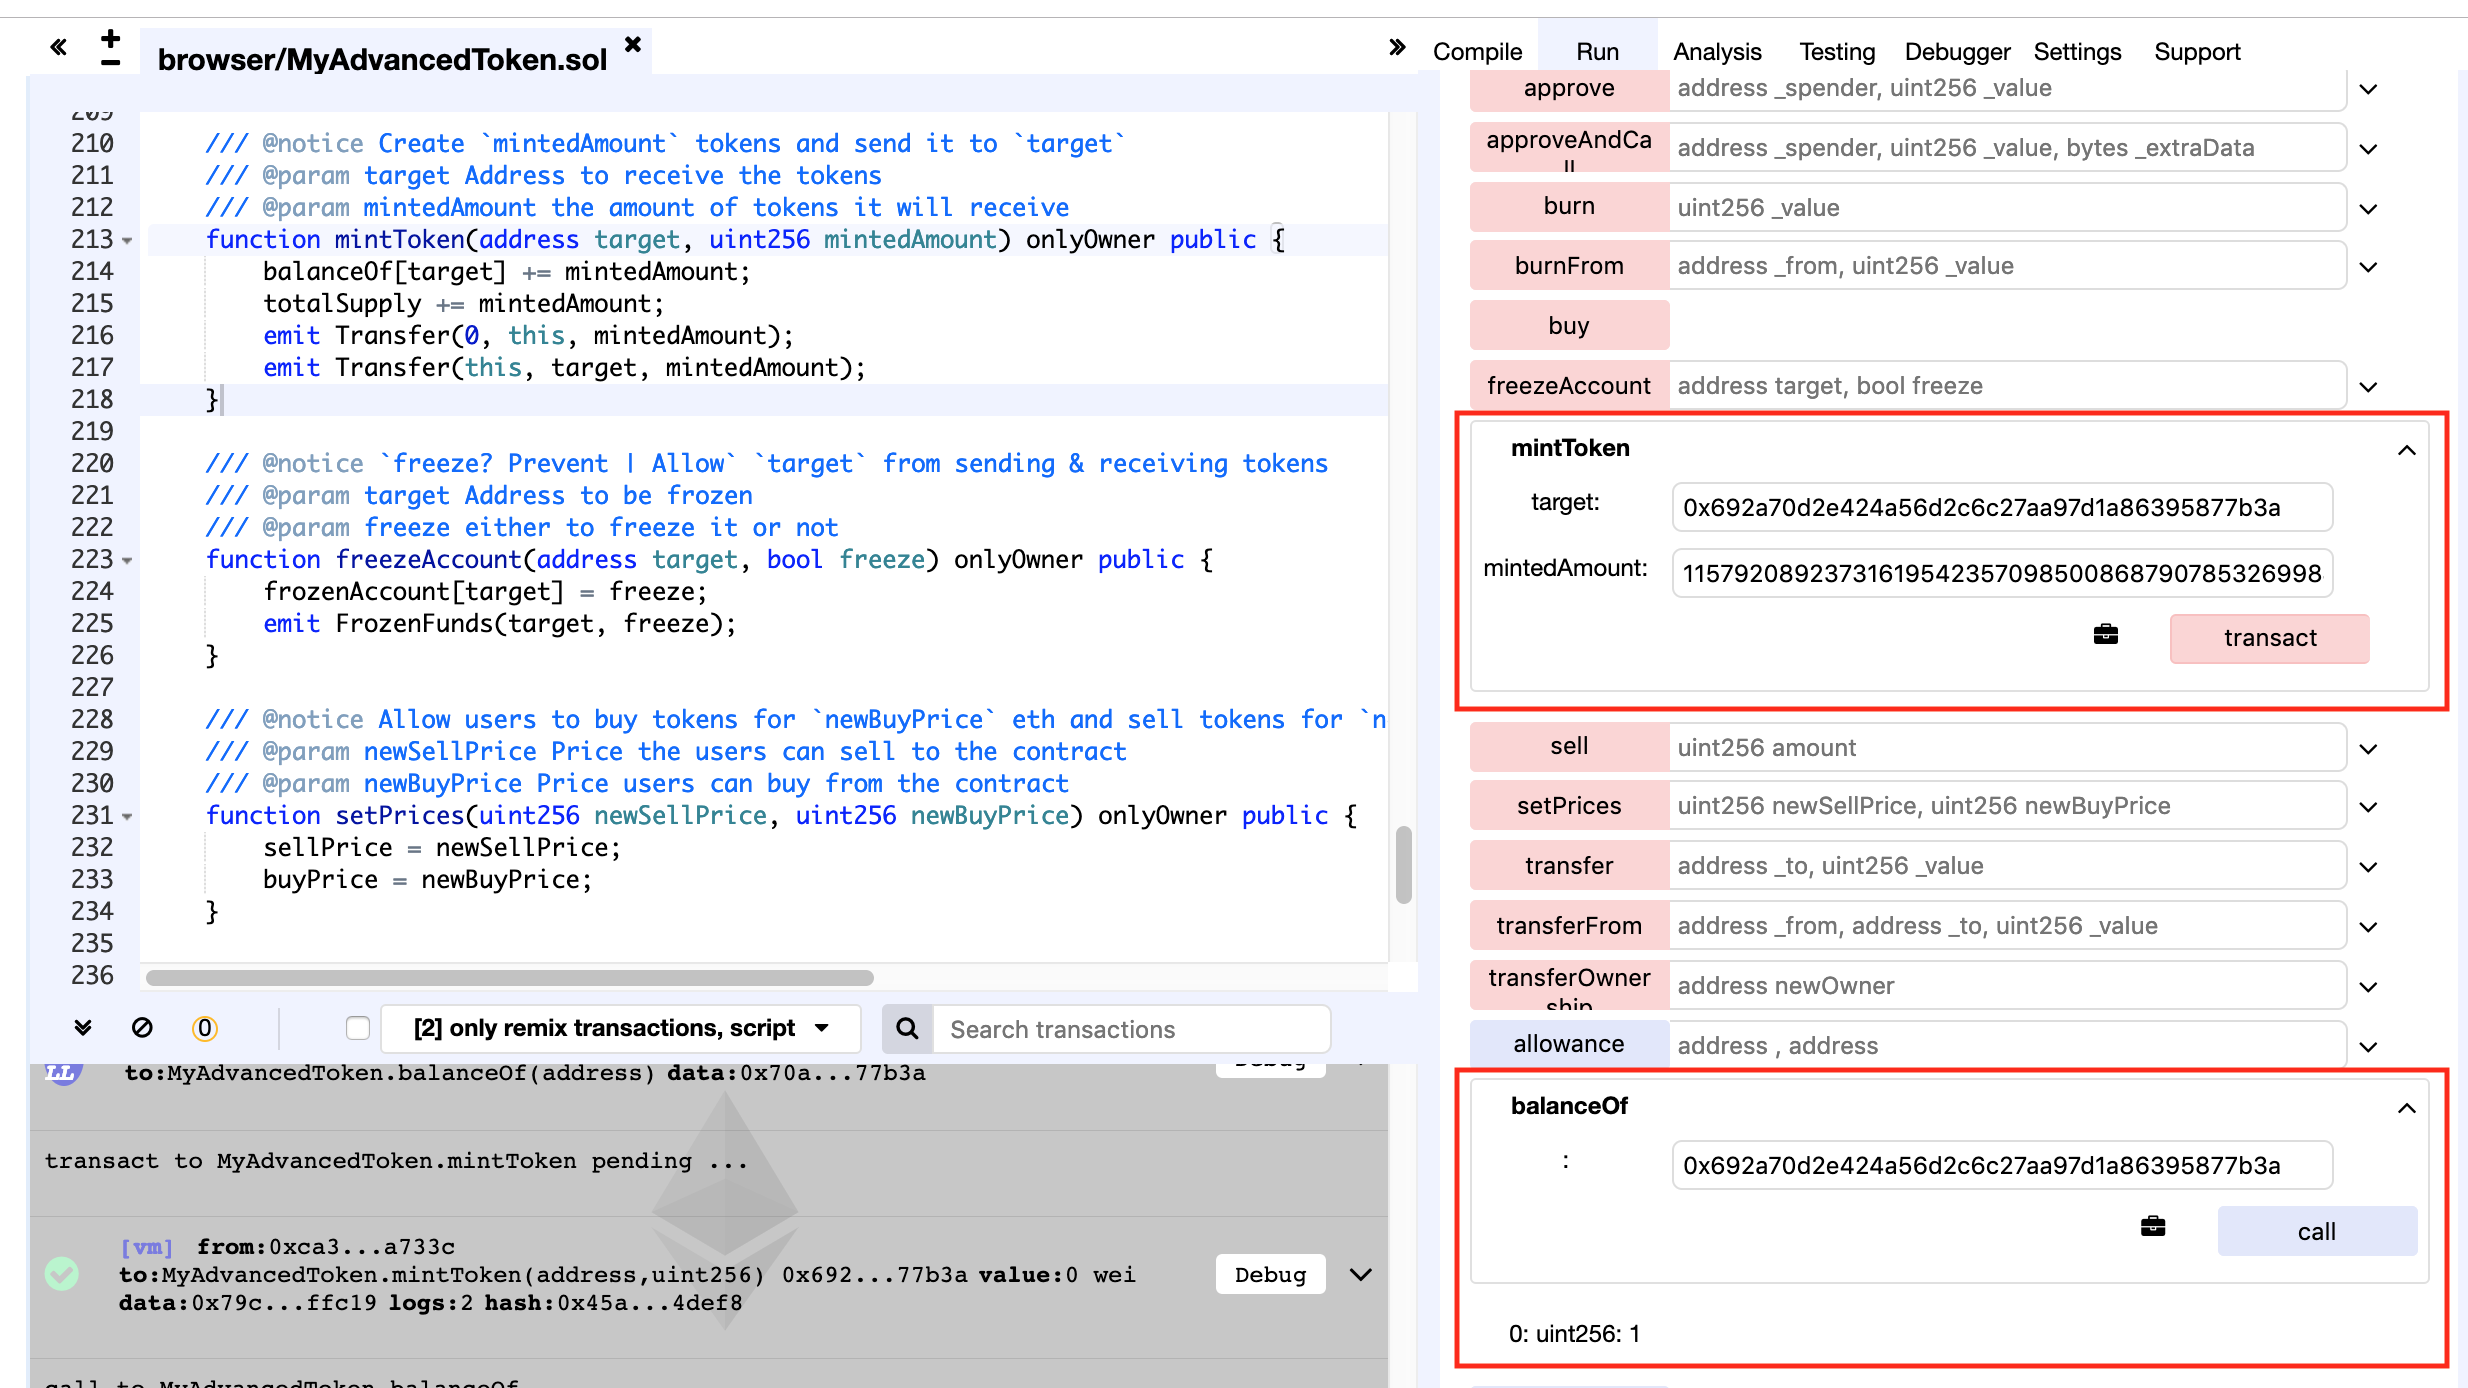 browser/MyAdvancedToken.sol
209
210 /// @notice Create `mintedAmount` tokens and send it to `target`
211 /// @param target Address to receive the tokens
212 /// @param mintedAmount the amount of tokens it will receive
213 function mintToken(address target, uint256 mintedAmount) onlyOwner public {
214 balanceOf[target] += mintedAmount;
215 totalSupply += mintedAmount;
216 emit Transfer(0, this, mintedAmount);
217 emit Transfer(this, target, mintedAmount);
218 }
219
220 /// @notice `freeze? Prevent | Allow` `target` from sending & receiving tokens
221 /// @param target Address to be frozen
222 /// @param freeze either to freeze it or not
223 function freezeAccount(address target, bool freeze) onlyOwner public {
224 frozenAccount[target] = freeze;
225 emit FrozenFunds(target, freeze);
226 }
227
228 /// @notice Allow users to buy tokens for `newBuyPrice` eth and sell tokens for `n
229 /// @param newSellPrice Price the users can sell to the contract
230 /// @param newBuyPrice Price users can buy from the contract
231 function setPrices(uint256 newSellPrice, uint256 newBuyPrice) onlyOwner public {
232 sellPrice = newSellPrice;
233 buyPrice = newBuyPrice;
234 }
235
236
0 [2] only remix transactions, script Search transactions
to:MyAdvancedToken.balanceOf(address) data:0x70a...77b3a Debug
transact to MyAdvancedToken.mintToken pending ...
[vm] from:0xca3...a733c
to:MyAdvancedToken.mintToken(address,uint256) 0x692...77b3a value:0 wei Debug
data:0x79c...ffc19 logs:2 hash:0x45a...4def8
call to MyAdvancedToken.balanceOf
Compile Run Analysis Testing Debugger Settings Support
approve address _spender, uint256 _value
approveAndCa
ll address _spender, uint256 _value, bytes _extraData
burn uint256 _value
burnFrom address _from, uint256 _value
buy
freezeAccount address target, bool freeze
mintToken
target: 0x692a70d2e424a56d2c6c27aa97d1a86395877b3a
mintedAmount: 11579208923731619542357098500868790785326998
transact
sell uint256 amount
setPrices uint256 newSellPrice, uint256 newBuyPrice
transfer address _to, uint256 _value
transferFrom address _from, address _to, uint256 _value
transferOwner
ship address newOwner
allowance address , address
balanceOf
: 0x692a70d2e424a56d2c6c27aa97d1a86395877b3a
call
0: uint256: 1